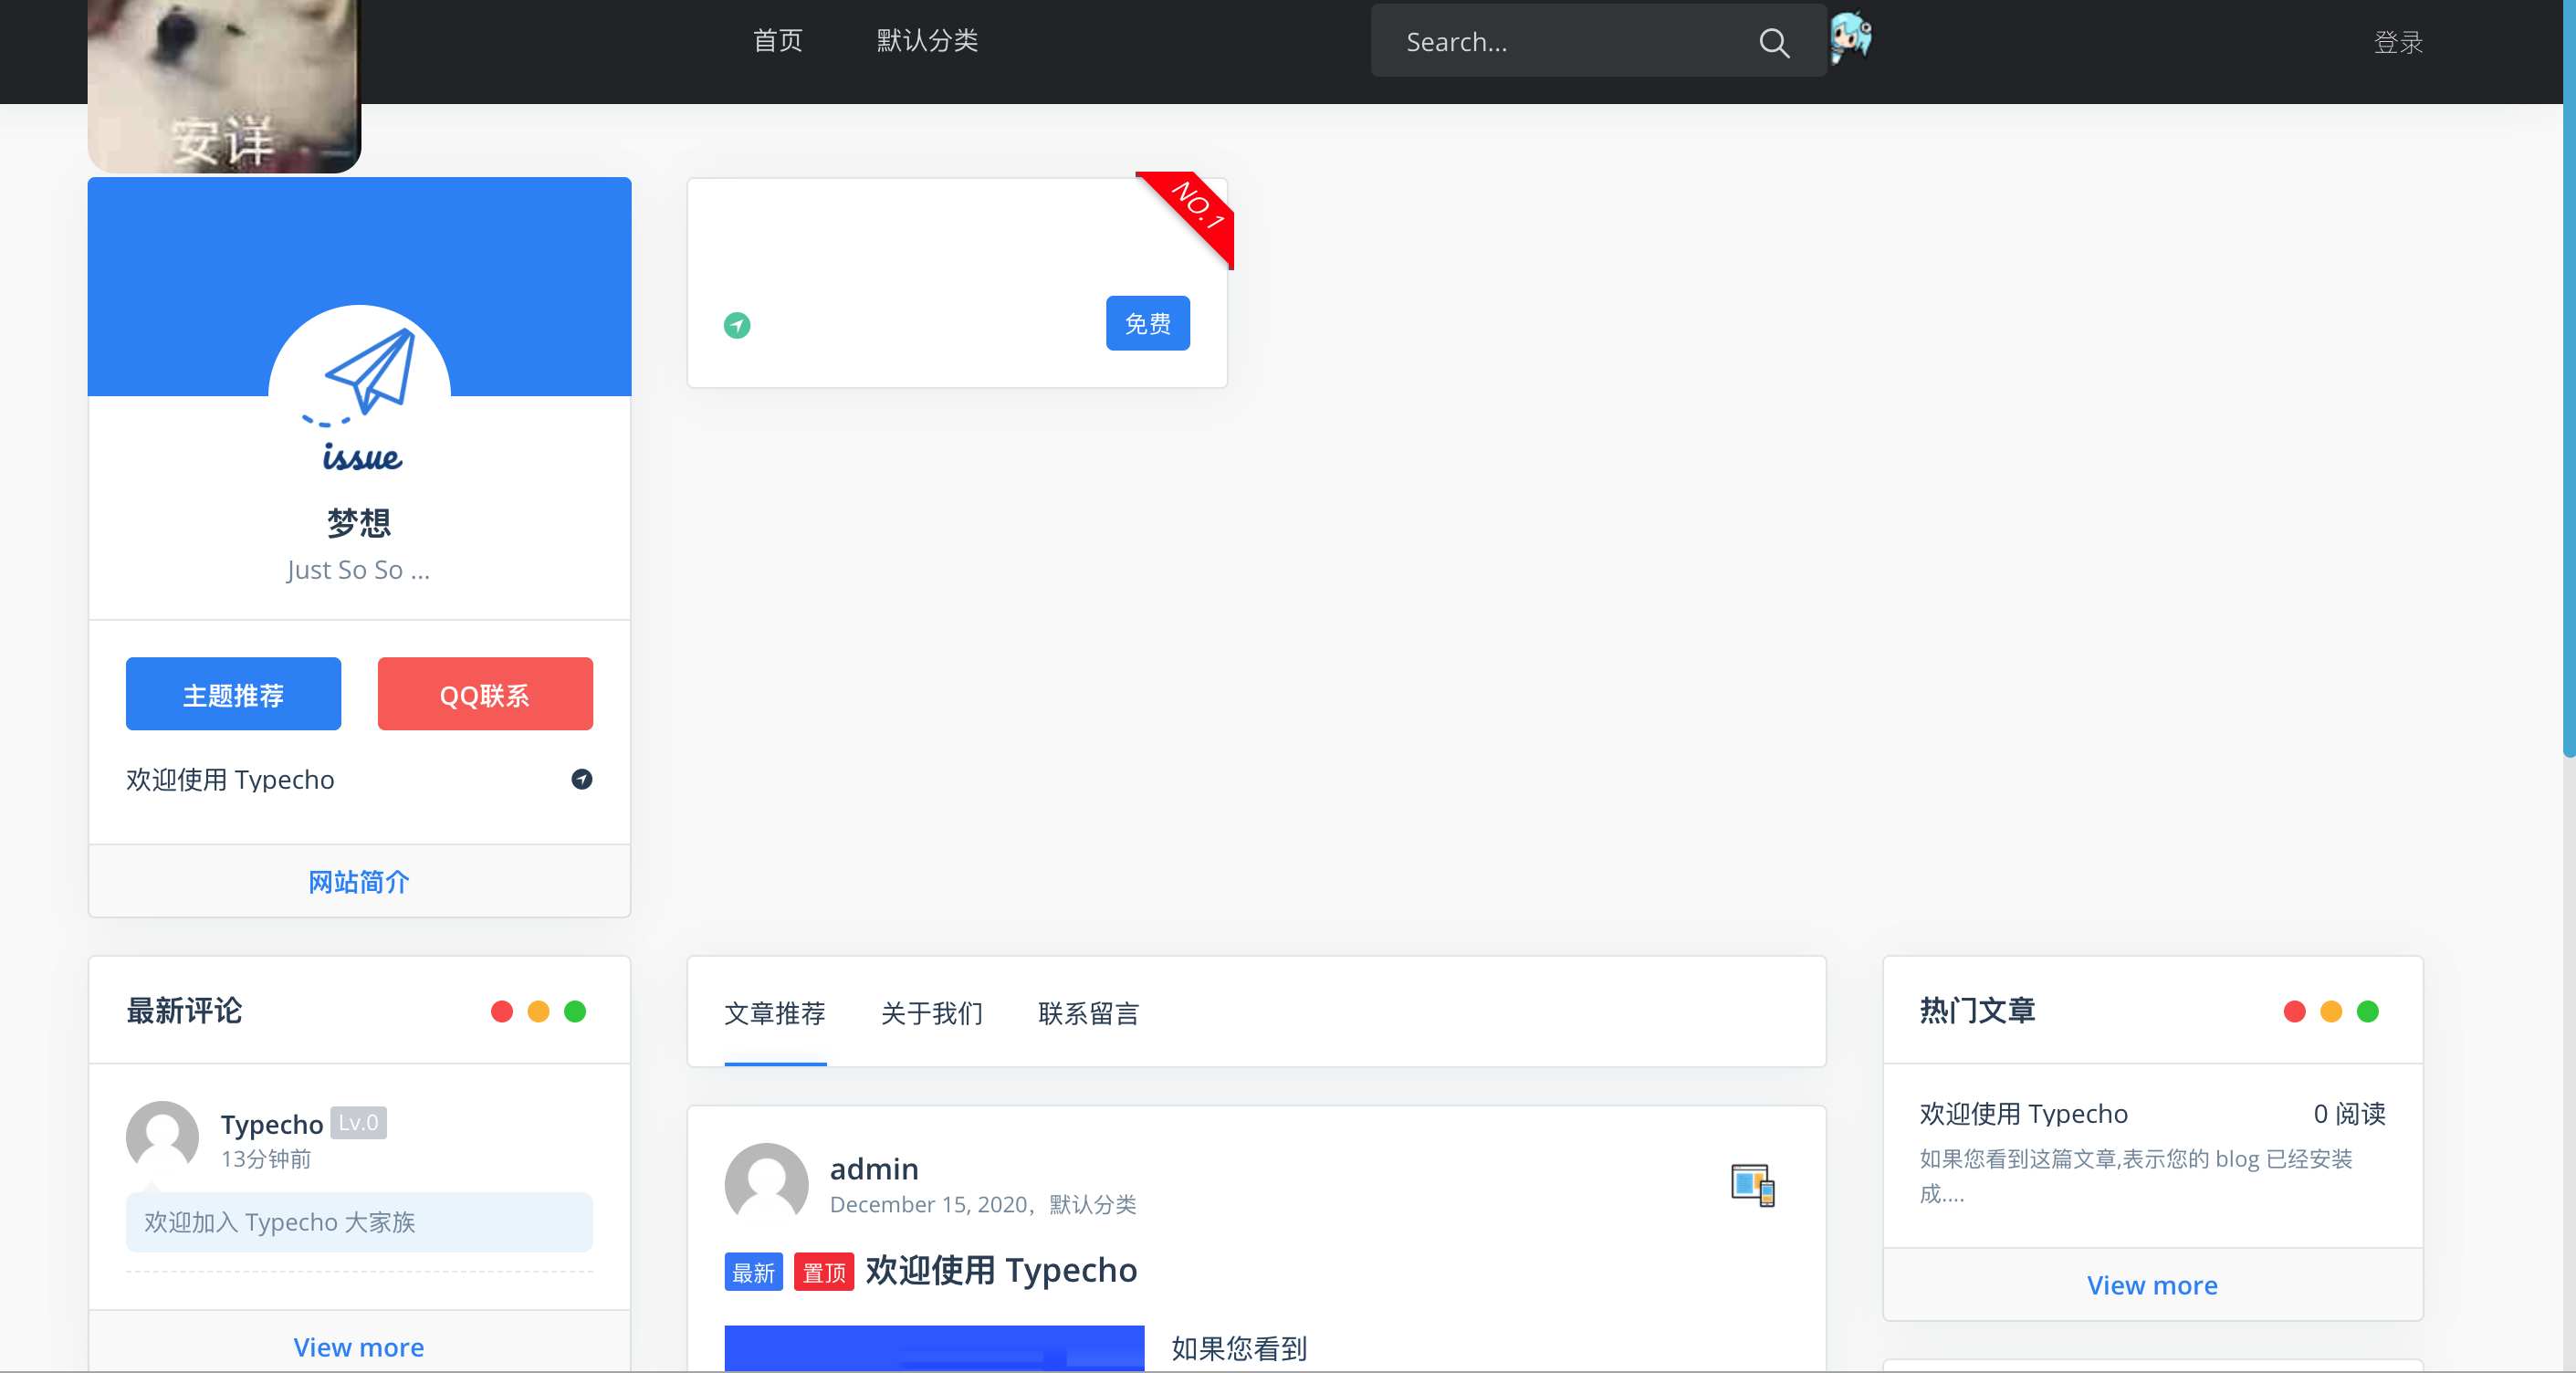 首页
默认分类
Search...
登录
安详
NO.1
免费
issue
梦想
Just So So ...
主题推荐
QQ联系
欢迎使用 Typecho
网站简介
最新评论
Typecho Lv.0
13分钟前
欢迎加入 Typecho 大家族
View more
文章推荐
关于我们
联系留言
admin
December 15, 2020，默认分类
最新 置顶 欢迎使用 Typecho
如果您看到
热门文章
欢迎使用 Typecho
0 阅读
如果您看到这篇文章,表示您的 blog 已经安装
成....
View more